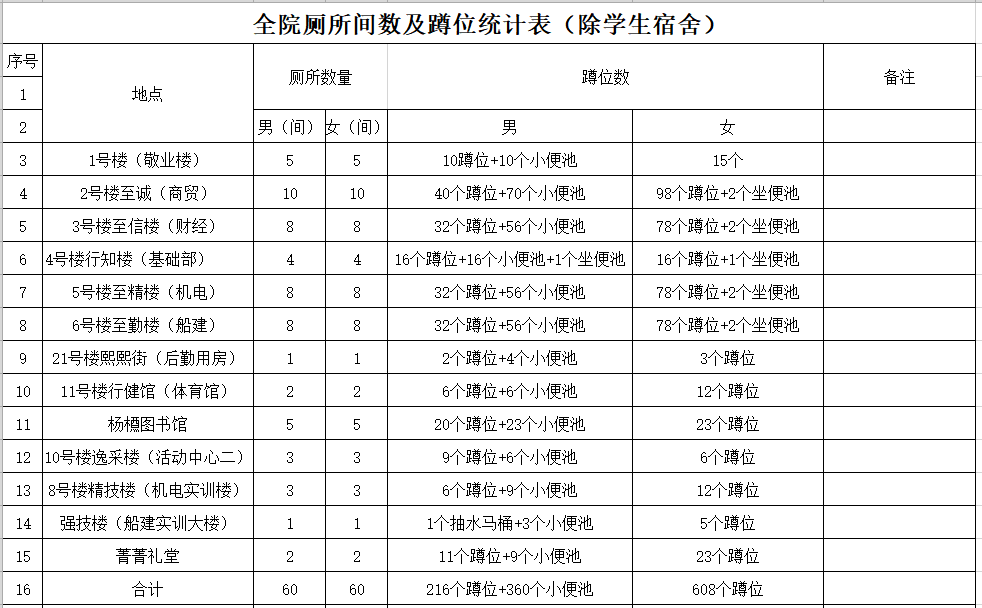 全院厕所间数及蹲位统计表（除学生宿舍）
序号 地点 厕所数量 蹲位数 备注
1
2 男（间） 女（间） 男 女
3 1号楼（敬业楼） 5 5 10蹲位+10个小便池 15个
4 2号楼至诚（商贸） 10 10 40个蹲位+70个小便池 98个蹲位+2个坐便池
5 3号楼至信楼（财经） 8 8 32个蹲位+56个小便池 78个蹲位+2个坐便池
6 4号楼行知楼（基础部） 4 4 16个蹲位+16个小便池+1个坐便池 16个蹲位+1个坐便池
7 5号楼至精楼（机电） 8 8 32个蹲位+56个小便池 78个蹲位+2个坐便池
8 6号楼至勤楼（船建） 8 8 32个蹲位+56个小便池 78个蹲位+2个坐便池
9 21号楼熙熙街（后勤用房） 1 1 2个蹲位+4个小便池 3个蹲位
10 11号楼行健馆（体育馆） 2 2 6个蹲位+6个小便池 12个蹲位
11 杨槱图书馆 5 5 20个蹲位+23个小便池 23个蹲位
12 10号楼逸采楼（活动中心二） 3 3 9个蹲位+6个小便池 6个蹲位
13 8号楼精技楼（机电实训楼） 3 3 6个蹲位+9个小便池 12个蹲位
14 强技楼（船建实训大楼） 1 1 1个抽水马桶+3个小便池 5个蹲位
15 菁菁礼堂 2 2 11个蹲位+9个小便池 23个蹲位
16 合计 60 60 216个蹲位+360个小便池 608个蹲位